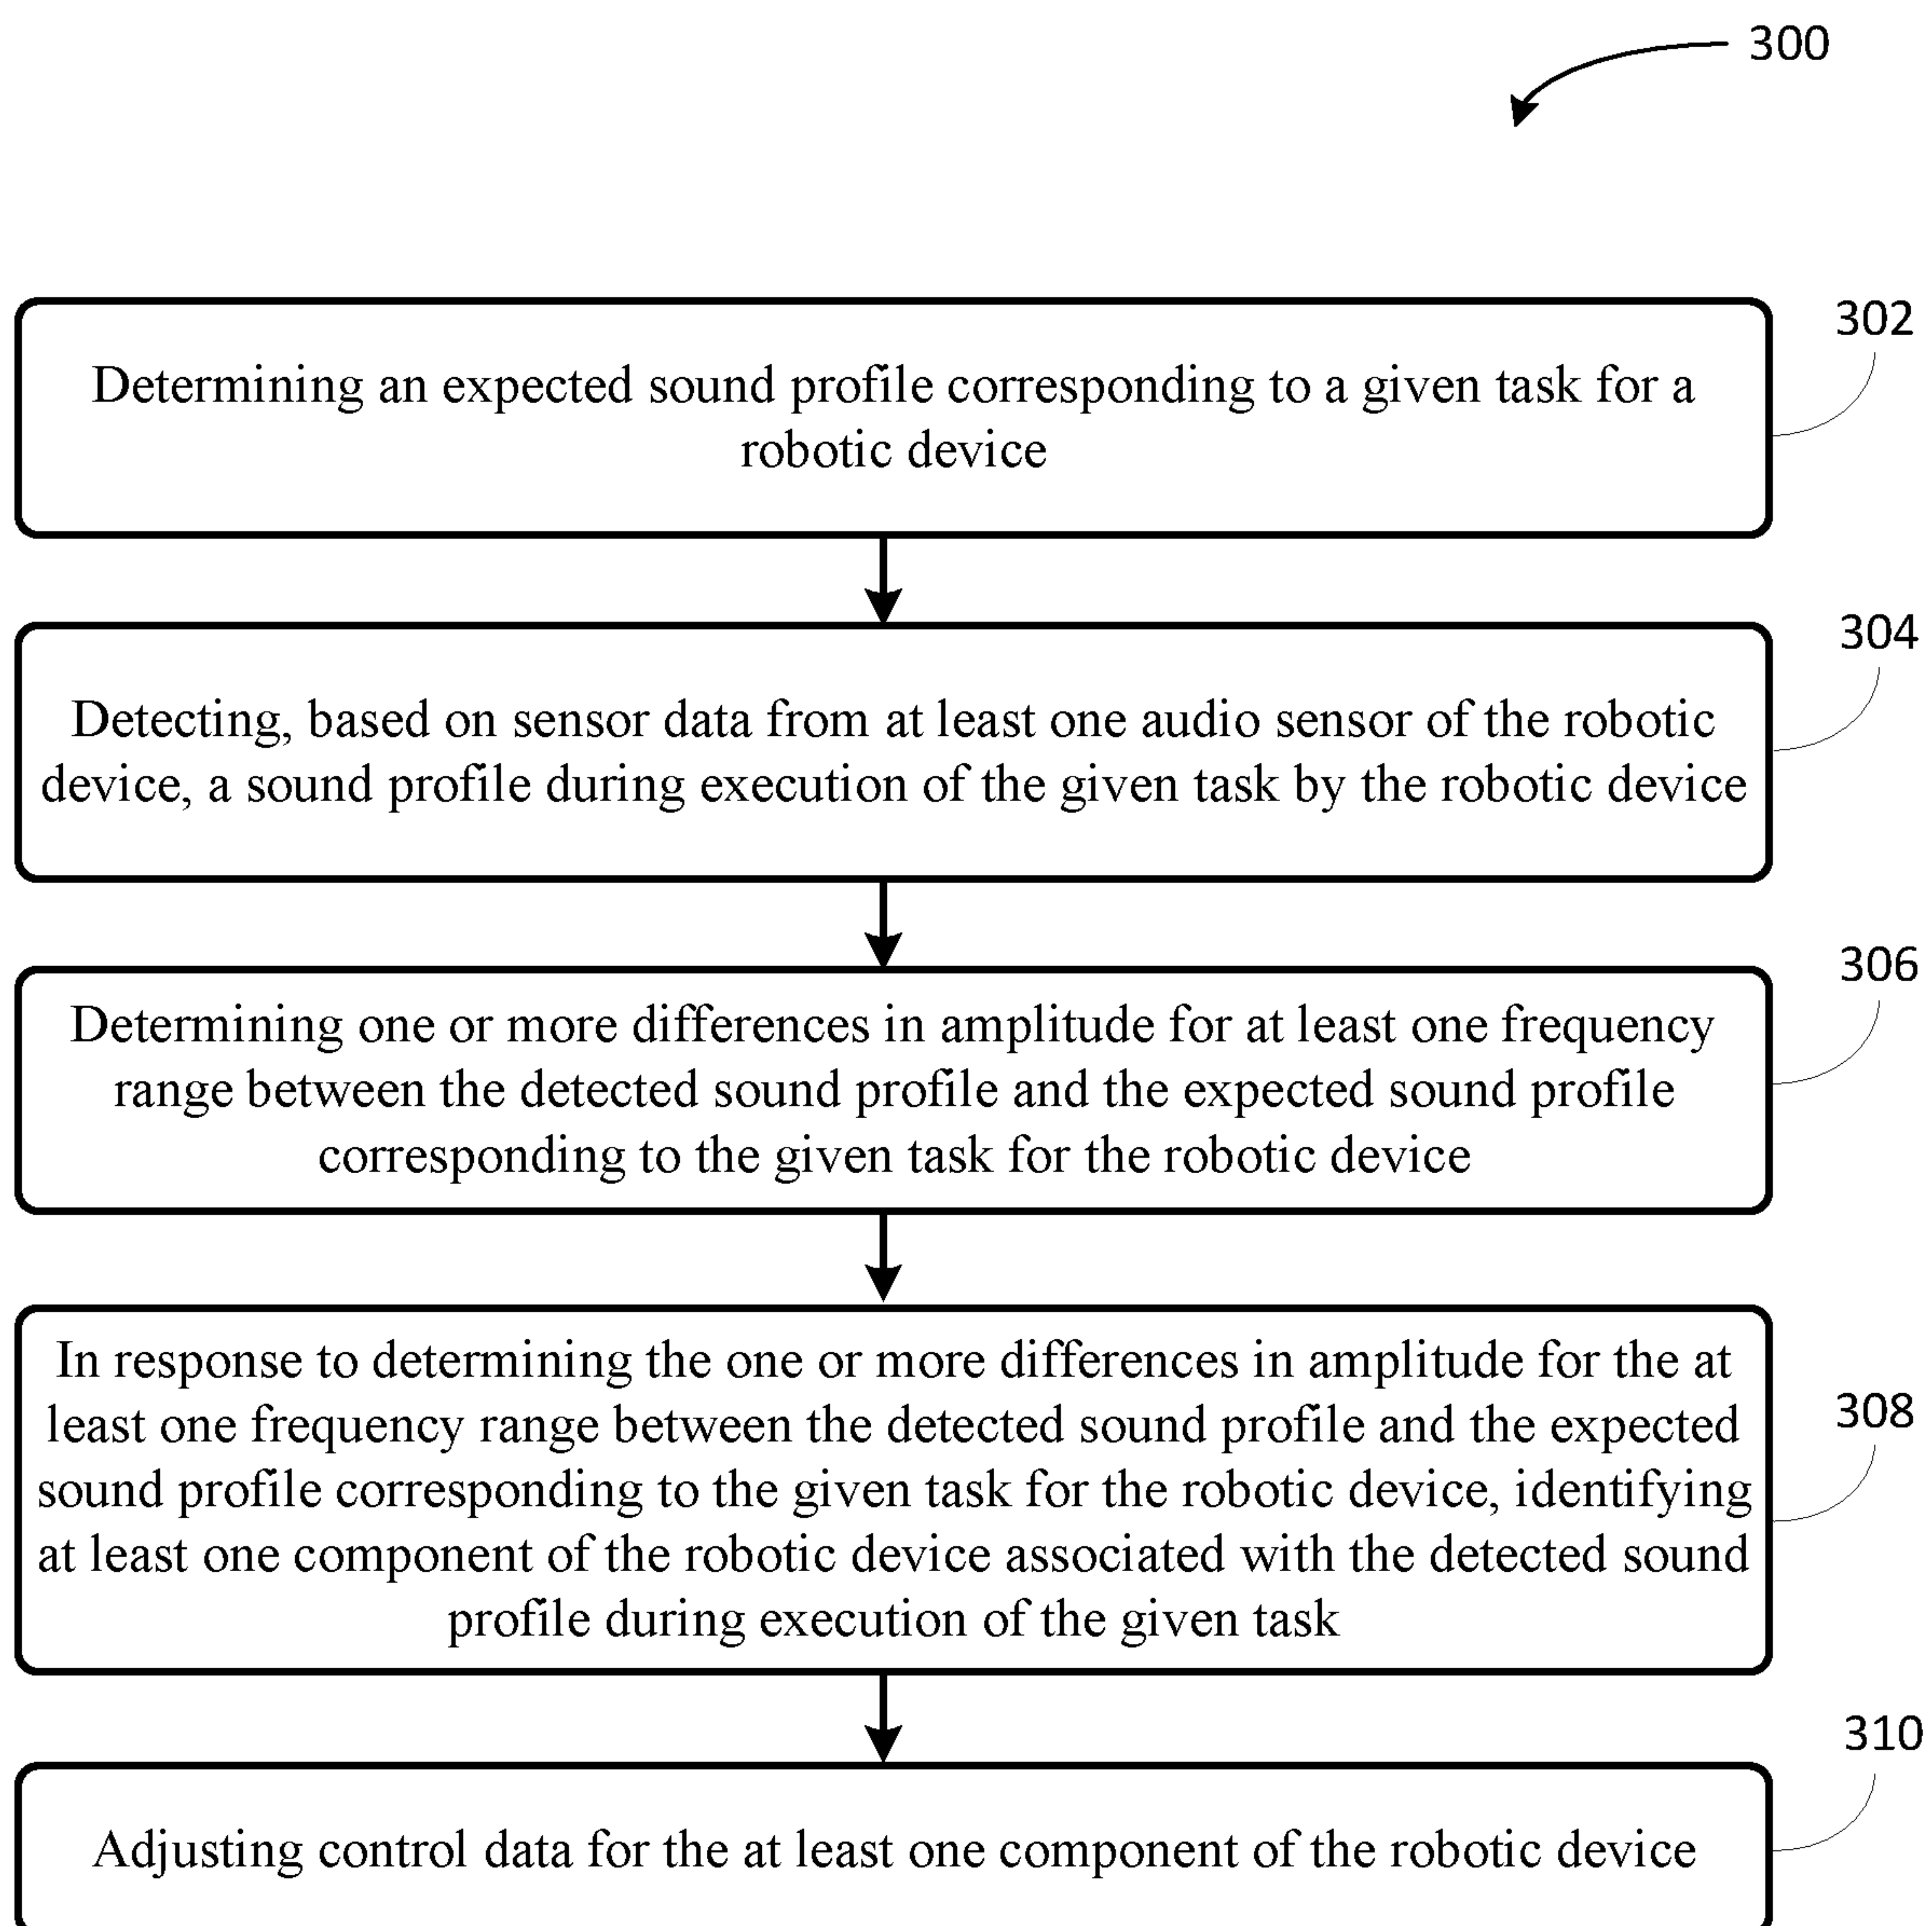 300
302
Determining an expected sound profile corresponding to a given task for a
robotic device
304
Detecting, based on sensor data from at least one audio sensor of the robotic
device, a sound profile during execution of the given task by the robotic device
306
Determining one or more differences in amplitude for at least one frequency
range between the detected sound profile and the expected sound profile
corresponding to the given task for the robotic device
308
In response to determining the one or more differences in amplitude for the at
least one frequency range between the detected sound profile and the expected
sound profile corresponding to the given task for the robotic device, identifying
at least one component of the robotic device associated with the detected sound
profile during execution of the given task
310
Adjusting control data for the at least one component of the robotic device